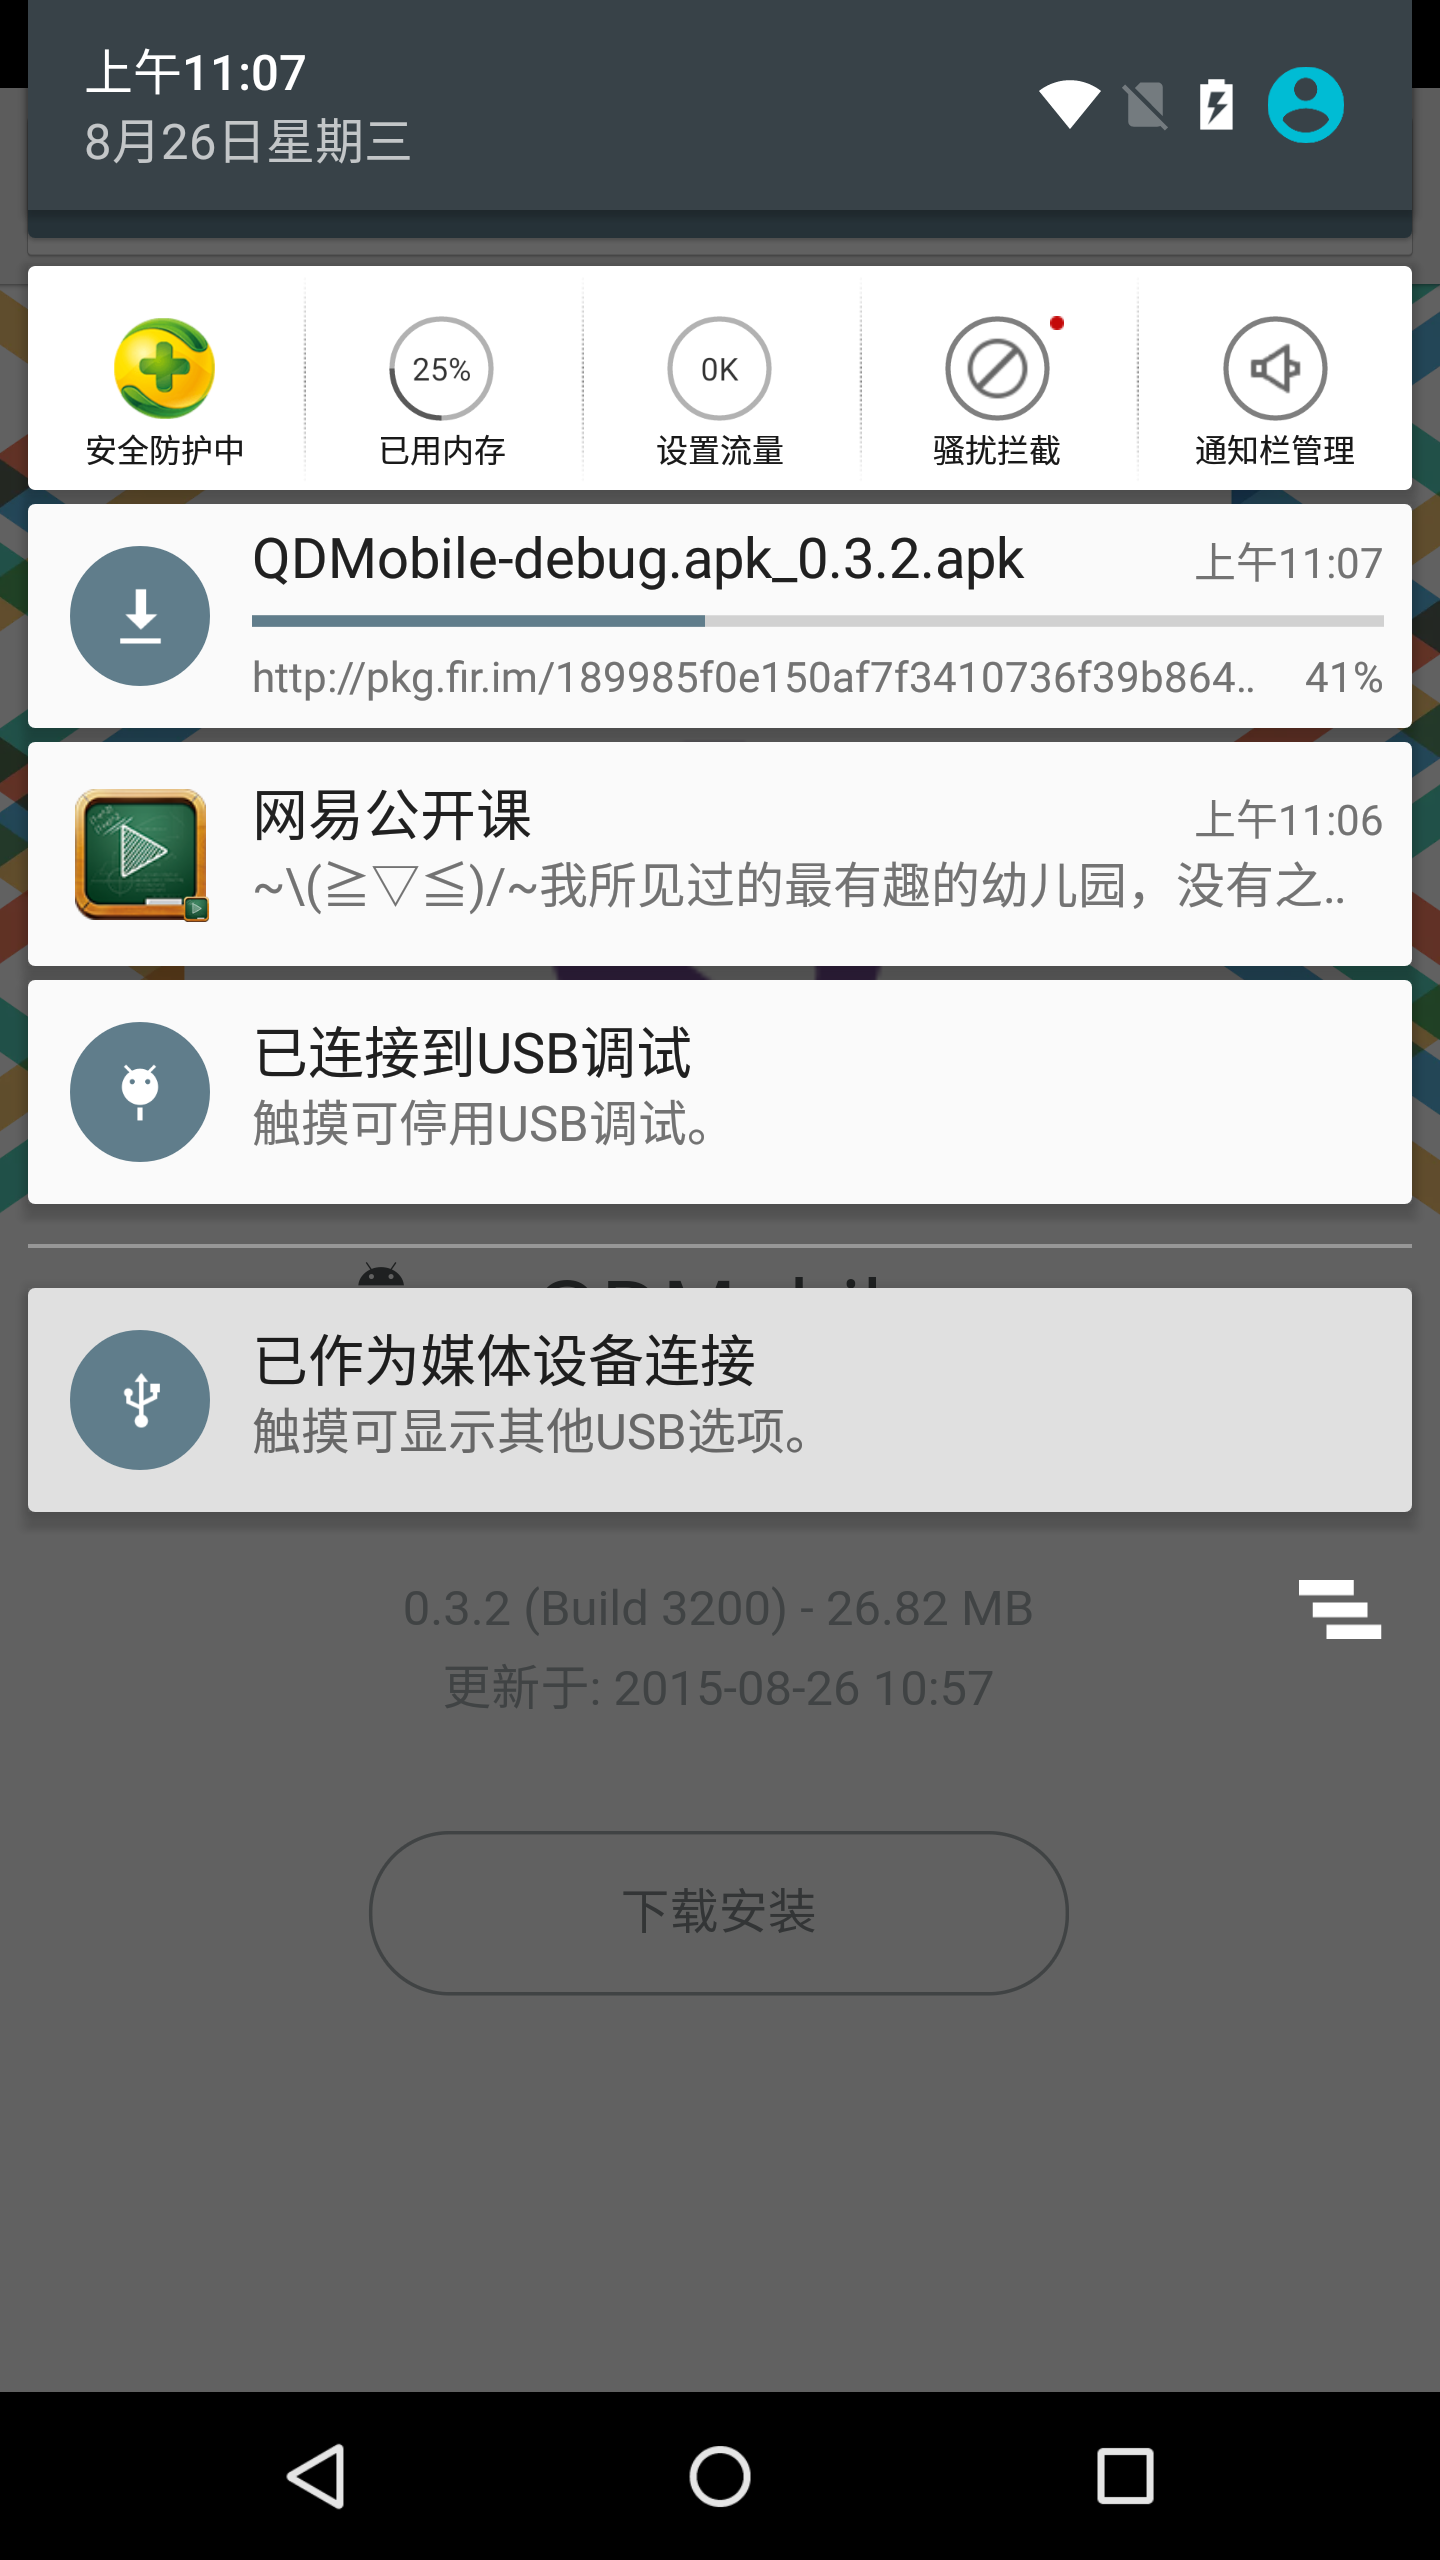 上午11:07
8月26日星期三
25%
0K
安全防护中
已用内存
设置流量
骚扰拦截
通知栏管理
QDMobile-debug.apk_0.3.2.apk
上午11:07
http://pkg.fir.im/189985f0e150af7f3410736f39b864..
41%
网易公开课
上午11:06
~\(≧▽≦)/~我所见过的最有趣的幼儿园，没有之..
已连接到USB调试
触摸可停用USB调试。
已作为媒体设备连接
触摸可显示其他USB选项。
0.3.2 (Build 3200) - 26.82 MB
更新于: 2015-08-26 10:57
下载安装